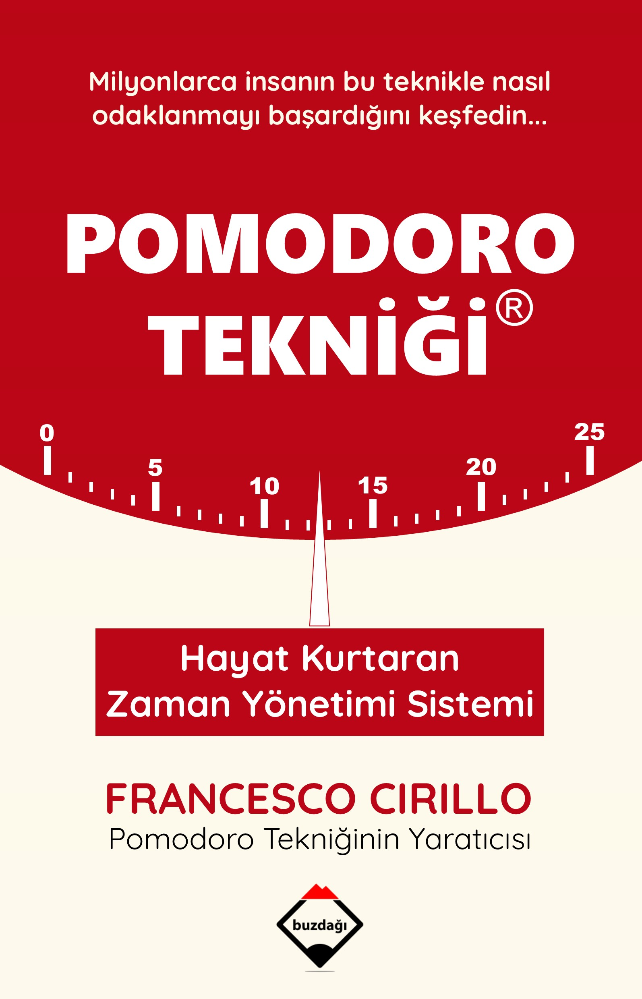 Milyonlarca insanın bu teknikle nasıl
odaklanmayı başardığını keşfedin...
POMODORO
TEKNİĞİ®
0 5 10 15 20 25
Hayat Kurtaran
Zaman Yönetimi Sistemi
FRANCESCO CIRILLO
Pomodoro Tekniğinin Yaratıcısı
buzdağı